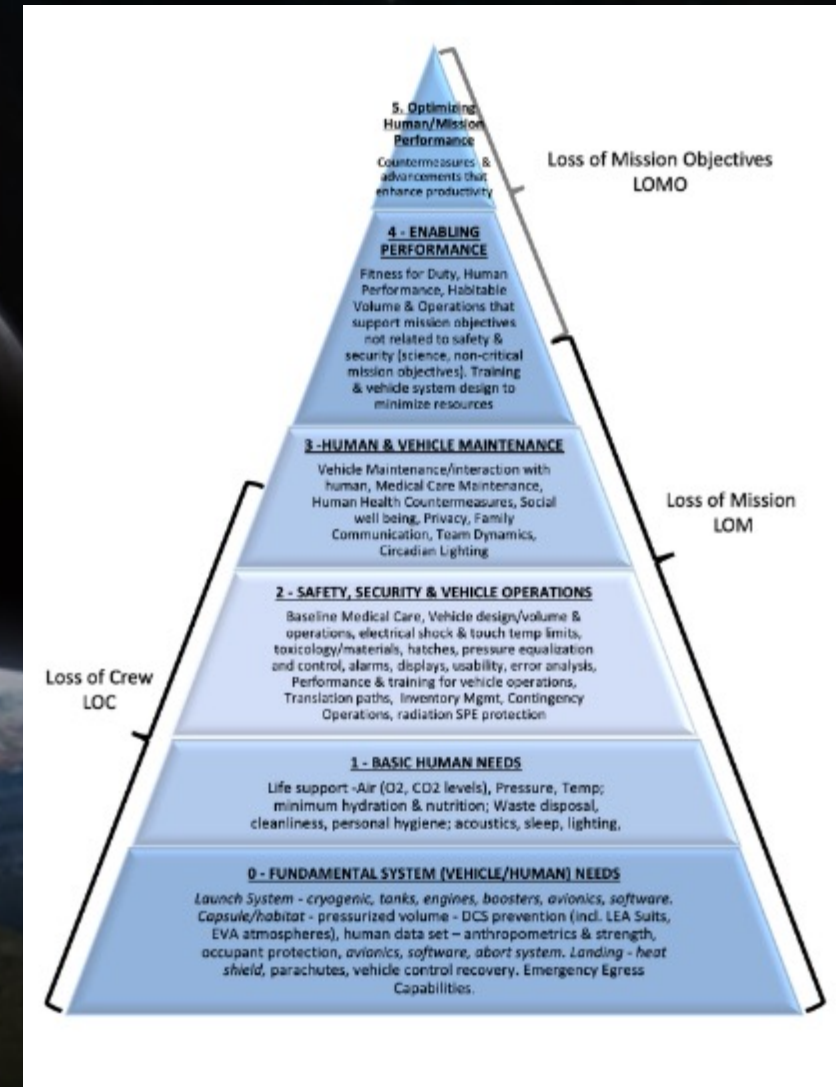 5. Optimizing
Human/Mission
Performance
Countermeasures &
advancements that
enhance productivity
Loss of Mission Objectives
LOMO
4 - ENABLING
PERFORMANCE
Fitness for Duty, Human
Performance, Habitable
Volume & Operations that
support mission objectives
not related to safety &
security (science, non-critical
mission objectives). Training
& vehicle system design to
minimize resources
3 -HUMAN & VEHICLE MAINTENANCE
Vehicle Maintenance/interaction with
human, Medical Care Maintenance,
Human Health Countermeasures, Social
well being, Privacy, Family
Communication, Team Dynamics,
Circadian Lighting
Loss of Mission
LOM
2 - SAFETY, SECURITY & VEHICLE OPERATIONS
Baseline Medical Care, Vehicle design/volume &
operations, electrical shock & touch temp limits,
toxicology/materials, hatches, pressure equalization
and control, alarms, displays, usability, error analysis,
Performance & training for vehicle operations,
Translation paths, Inventory Mgmt, Contingency
Operations, radiation SPE protection
Loss of Crew
LOC
1 - BASIC HUMAN NEEDS
Life support -Air (O2, CO2 levels), Pressure, Temp;
minimum hydration & nutrition; Waste disposal,
cleanliness, personal hygiene; acoustics, sleep, lighting,
0 - FUNDAMENTAL SYSTEM (VEHICLE/HUMAN) NEEDS
Launch System - cryogenic, tanks, engines, boosters, avionics, software.
Capsule/habitat - pressurized volume - DCS prevention (incl. LEA Suits,
EVA atmospheres), human data set – anthropometrics & strength,
occupant protection, avionics, software, abort system. Landing - heat
shield, parachutes, vehicle control recovery. Emergency Egress
Capabilities.